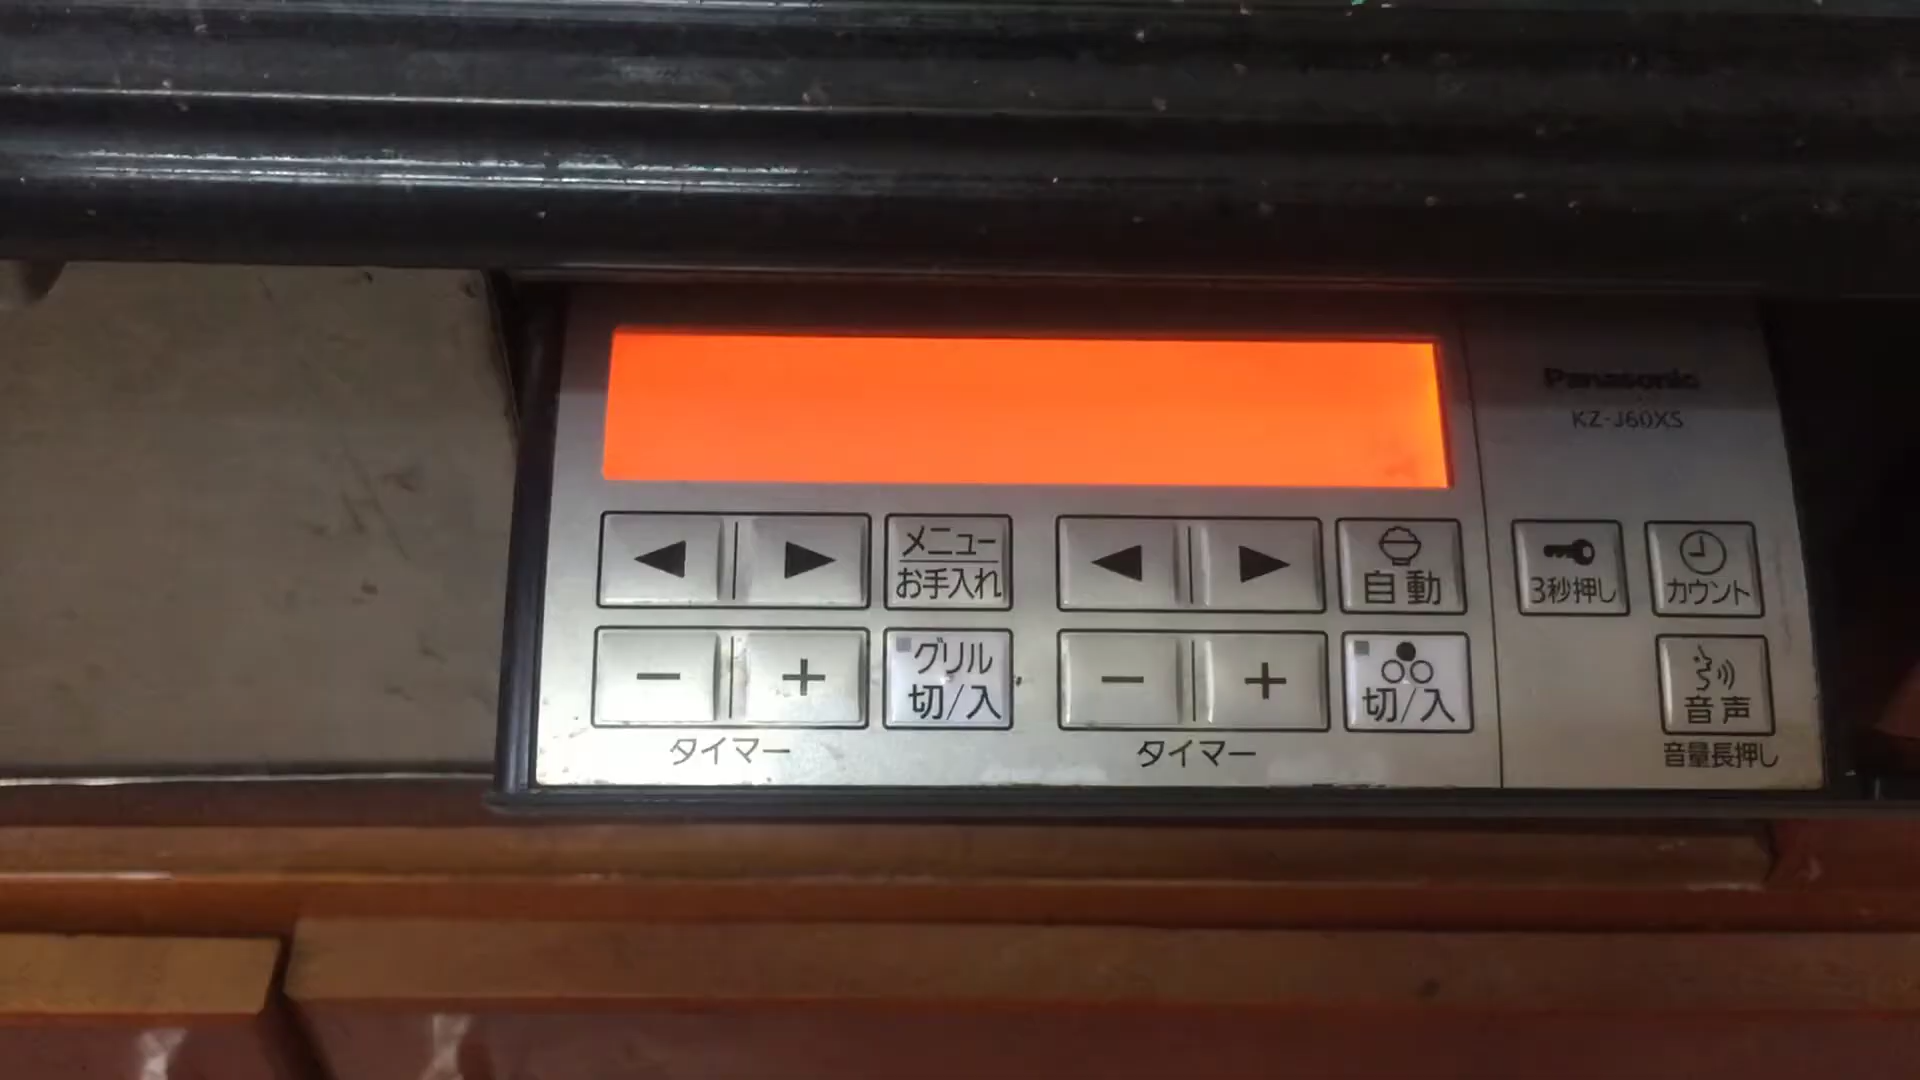 Panasonic
KZ-J60XS
◀ ▶
メニュー
お手入れ
◀ ▶
自動
3秒押し
カウント
− +
グリル
切/入
− +
切/入
音声
タイマー
タイマー
音量長押し